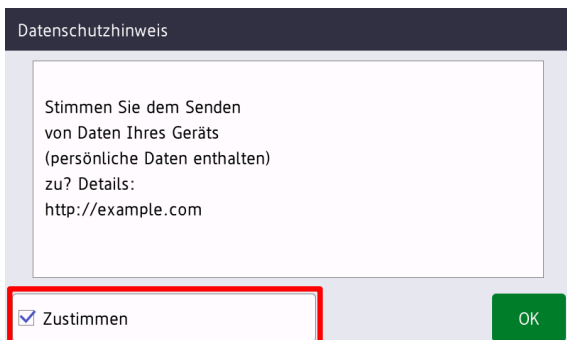 Datenschutzhinweis
Stimmen Sie dem Senden
von Daten Ihres Geräts
(persönliche Daten enthalten)
zu? Details:
http://example.com
Zustimmen
OK